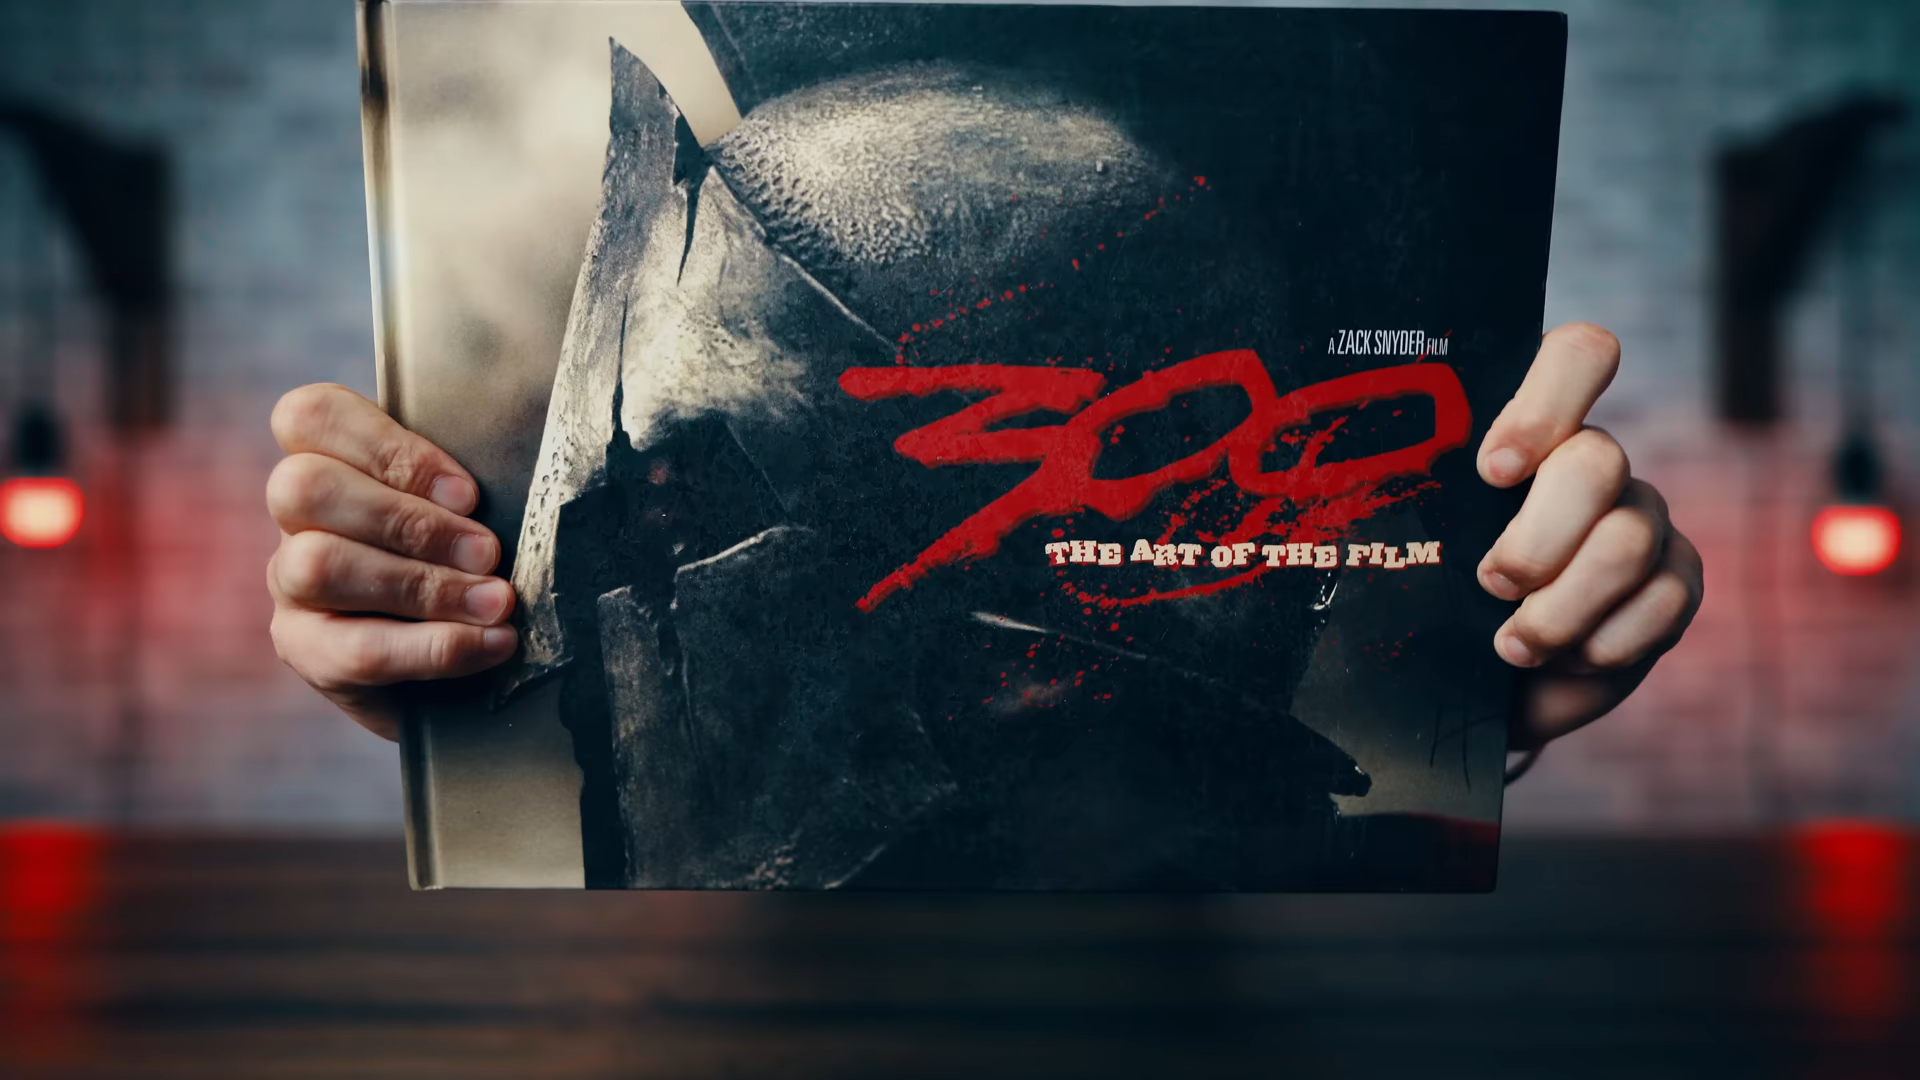 A ZACK SNYDER FILM
300
THE ART OF THE FILM